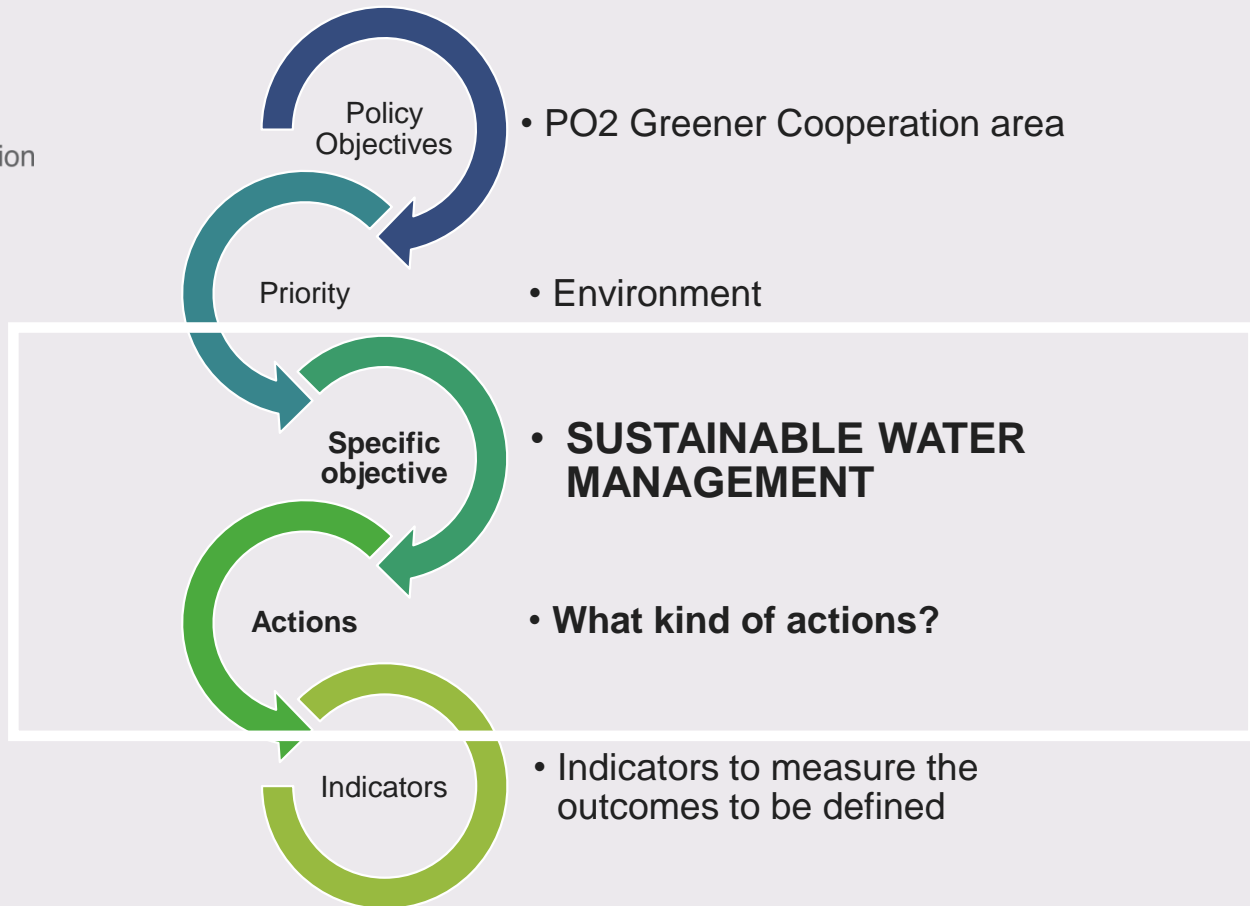 Policy
Objectives
• PO2 Greener Cooperation area
ion
Priority
• Environment
Specific
objective
• SUSTAINABLE WATER
MANAGEMENT
Actions
• What kind of actions?
Indicators
• Indicators to measure the
outcomes to be defined